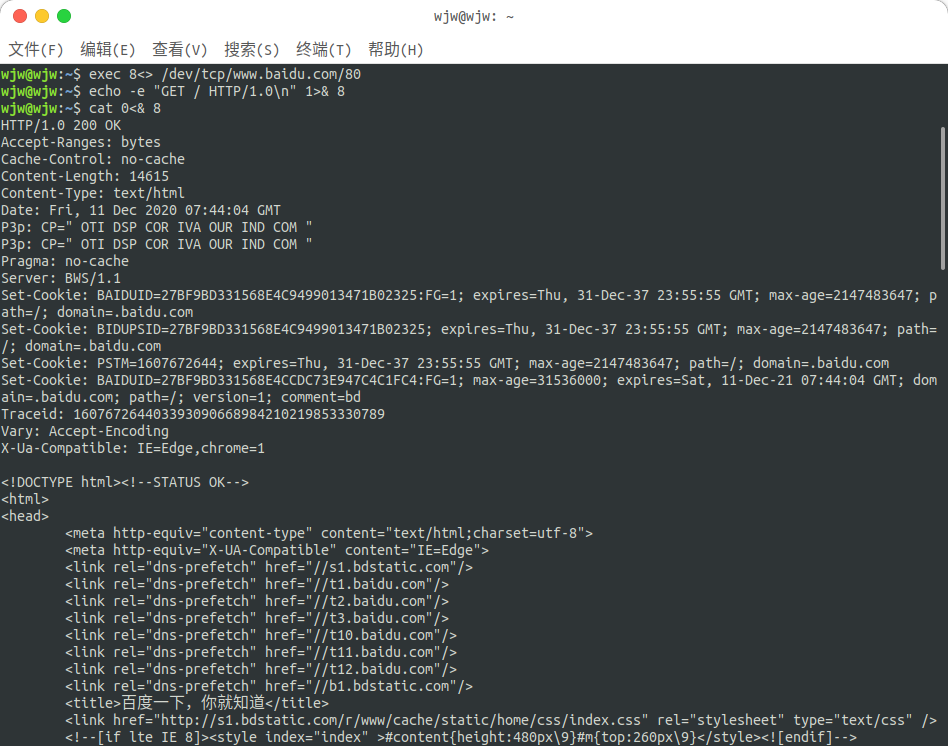 wjw@wjw: ~
文件(F) 编辑(E) 查看(V) 搜索(S) 终端(T) 帮助(H)
wjw@wjw:~$ exec 8<> /dev/tcp/www.baidu.com/80
wjw@wjw:~$ echo -e "GET / HTTP/1.0\n" 1>& 8
wjw@wjw:~$ cat 0<& 8
HTTP/1.0 200 OK
Accept-Ranges: bytes
Cache-Control: no-cache
Content-Length: 14615
Content-Type: text/html
Date: Fri, 11 Dec 2020 07:44:04 GMT
P3p: CP=" OTI DSP COR IVA OUR IND COM "
P3p: CP=" OTI DSP COR IVA OUR IND COM "
Pragma: no-cache
Server: BWS/1.1
Set-Cookie: BAIDUID=27BF9BD331568E4C9499013471B02325:FG=1; expires=Thu, 31-Dec-37 23:55:55 GMT; max-age=2147483647; p
ath=/; domain=.baidu.com
Set-Cookie: BIDUPSID=27BF9BD331568E4C9499013471B02325; expires=Thu, 31-Dec-37 23:55:55 GMT; max-age=2147483647; path=
/; domain=.baidu.com
Set-Cookie: PSTM=1607672644; expires=Thu, 31-Dec-37 23:55:55 GMT; max-age=2147483647; path=/; domain=.baidu.com
Set-Cookie: BAIDUID=27BF9BD331568E4CCDC73E947C4C1FC4:FG=1; max-age=31536000; expires=Sat, 11-Dec-21 07:44:04 GMT; dom
ain=.baidu.com; path=/; version=1; comment=bd
Traceid: 160767264403393090668984210219853330789
Vary: Accept-Encoding
X-Ua-Compatible: IE=Edge,chrome=1
<!DOCTYPE html><!--STATUS OK-->
<html>
<head>
<meta http-equiv="content-type" content="text/html;charset=utf-8">
<meta http-equiv="X-UA-Compatible" content="IE=Edge">
<link rel="dns-prefetch" href="//s1.bdstatic.com"/>
<link rel="dns-prefetch" href="//t1.baidu.com"/>
<link rel="dns-prefetch" href="//t2.baidu.com"/>
<link rel="dns-prefetch" href="//t3.baidu.com"/>
<link rel="dns-prefetch" href="//t10.baidu.com"/>
<link rel="dns-prefetch" href="//t11.baidu.com"/>
<link rel="dns-prefetch" href="//t12.baidu.com"/>
<link rel="dns-prefetch" href="//b1.bdstatic.com"/>
<title>百度一下，你就知道</title>
<link href="http://s1.bdstatic.com/r/www/cache/static/home/css/index.css" rel="stylesheet" type="text/css" />
<!--[if lte IE 8]><style index="index" >#content{height:480px\9}#m{top:260px\9}</style><![endif]-->